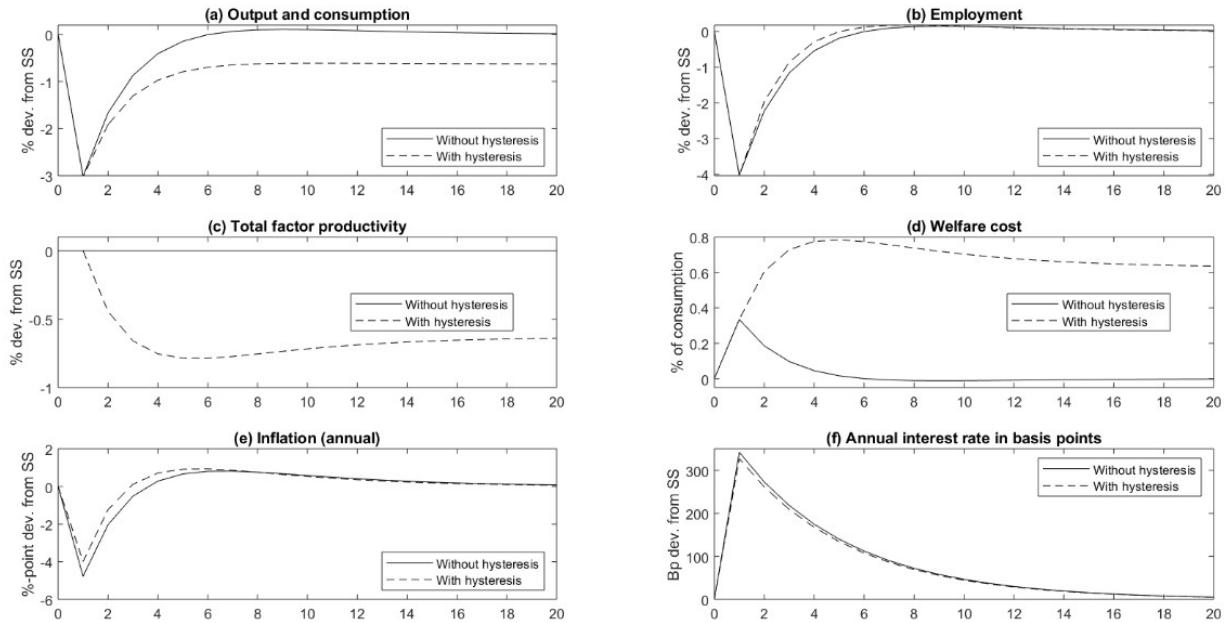 (a) Output and consumption
% dev. from SS
0
-1
-2
-3
Without hysteresis
With hysteresis
0 2 4 6 8 10 12 14 16 18 20
(b) Employment
% dev. from SS
0
-1
-2
-3
-4
Without hysteresis
With hysteresis
0 2 4 6 8 10 12 14 16 18 20
(c) Total factor productivity
% dev. from SS
0
-0.5
-1
Without hysteresis
With hysteresis
0 2 4 6 8 10 12 14 16 18 20
(d) Welfare cost
% of consumption
0.8
0.6
0.4
0.2
0
Without hysteresis
With hysteresis
0 2 4 6 8 10 12 14 16 18 20
(e) Inflation (annual)
%-point dev. from SS
2
0
-2
-4
-6
Without hysteresis
With hysteresis
0 2 4 6 8 10 12 14 16 18 20
(f) Annual interest rate in basis points
Bp dev. from SS
300
200
100
0
Without hysteresis
With hysteresis
0 2 4 6 8 10 12 14 16 18 20